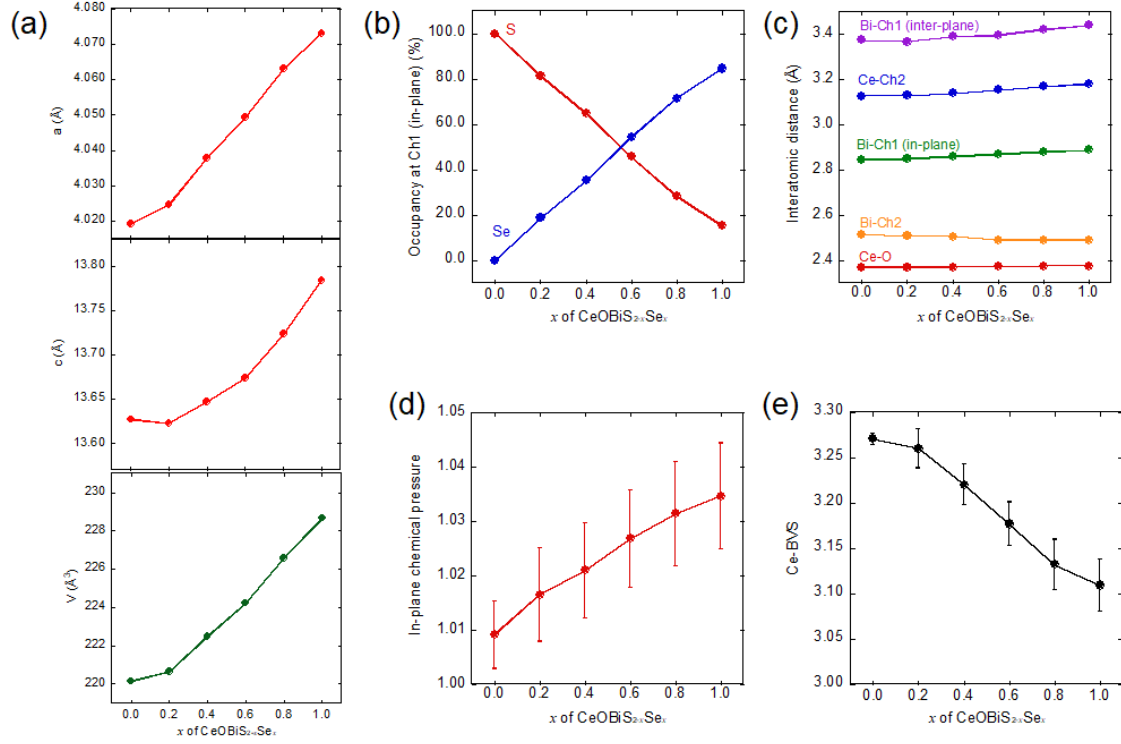 (a)
4.080
4.070
4.060
4.050
4.040
4.030
4.020
a (Å)
13.80
13.75
13.70
13.65
13.60
c (Å)
230
228
226
224
222
220
V (Å³)
0.0 0.2 0.4 0.6 0.8 1.0
x of CeOBiS₂₋ₓSeₓ
(b)
100.0
80.0
60.0
40.0
20.0
0.0
Occupancy at Ch1 (in-plane) (%)
S
Se
0.0 0.2 0.4 0.6 0.8 1.0
x of CeOBiS₂₋ₓSeₓ
(c)
3.4
3.2
3.0
2.8
2.6
2.4
Interatomic distance (Å)
Bi-Ch1 (inter-plane)
Ce-Ch2
Bi-Ch1 (in-plane)
Bi-Ch2
Ce-O
0.0 0.2 0.4 0.6 0.8 1.0
x of CeOBiS₂₋ₓSeₓ
(d)
1.05
1.04
1.03
1.02
1.01
1.00
In-plane chemical pressure
0.0 0.2 0.4 0.6 0.8 1.0
x of CeOBiS₂₋ₓSeₓ
(e)
3.30
3.25
3.20
3.15
3.10
3.05
3.00
Ce-BVS
0.0 0.2 0.4 0.6 0.8 1.0
x of CeOBiS₂₋ₓSeₓ